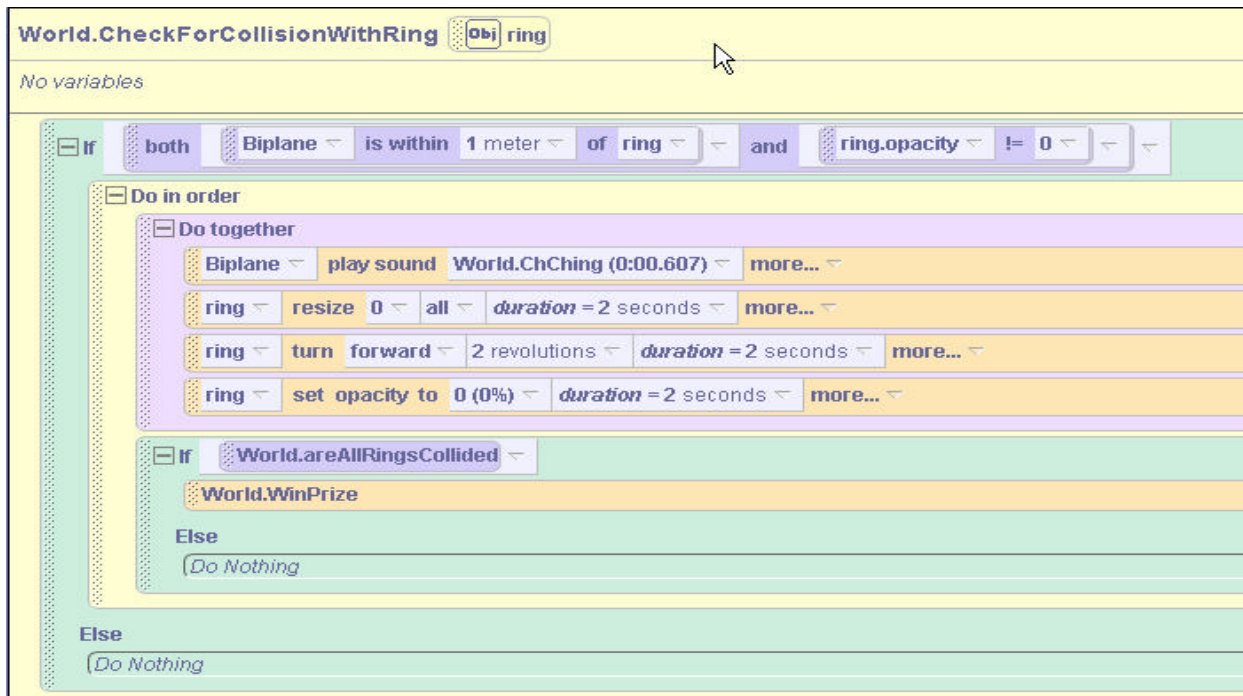 World.CheckForCollisionWithRing Obj ring
No variables
If both Biplane is within 1 meter of ring and ring.opacity != 0
Do in order
Do together
Biplane play sound World.ChChing (0:00.607) more...
ring resize 0 all duration = 2 seconds more...
ring turn forward 2 revolutions duration = 2 seconds more...
ring set opacity to 0 (0%) duration = 2 seconds more...
If World.areAllRingsCollided
World.WinPrize
Else
(Do Nothing
Else
(Do Nothing